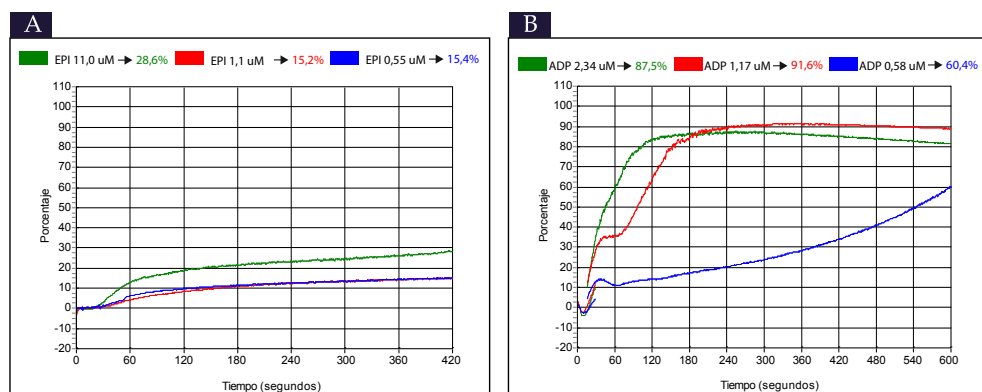 A
EPI 11,0 uM → 28,6% EPI 1,1 uM → 15,2% EPI 0,55 uM → 15,4%
110
100
90
80
70
60
50
40
30
20
10
0
-10
-20
Porcentaje
0 60 120 180 240 300 360 420
Tiempo (segundos)
B
ADP 2,34 uM → 87,5% ADP 1,17 uM → 91,6% ADP 0,58 uM → 60,4%
110
100
90
80
70
60
50
40
30
20
10
0
-10
-20
Porcentaje
0 60 120 180 240 300 360 420 480 540 600
Tiempo (segundos)